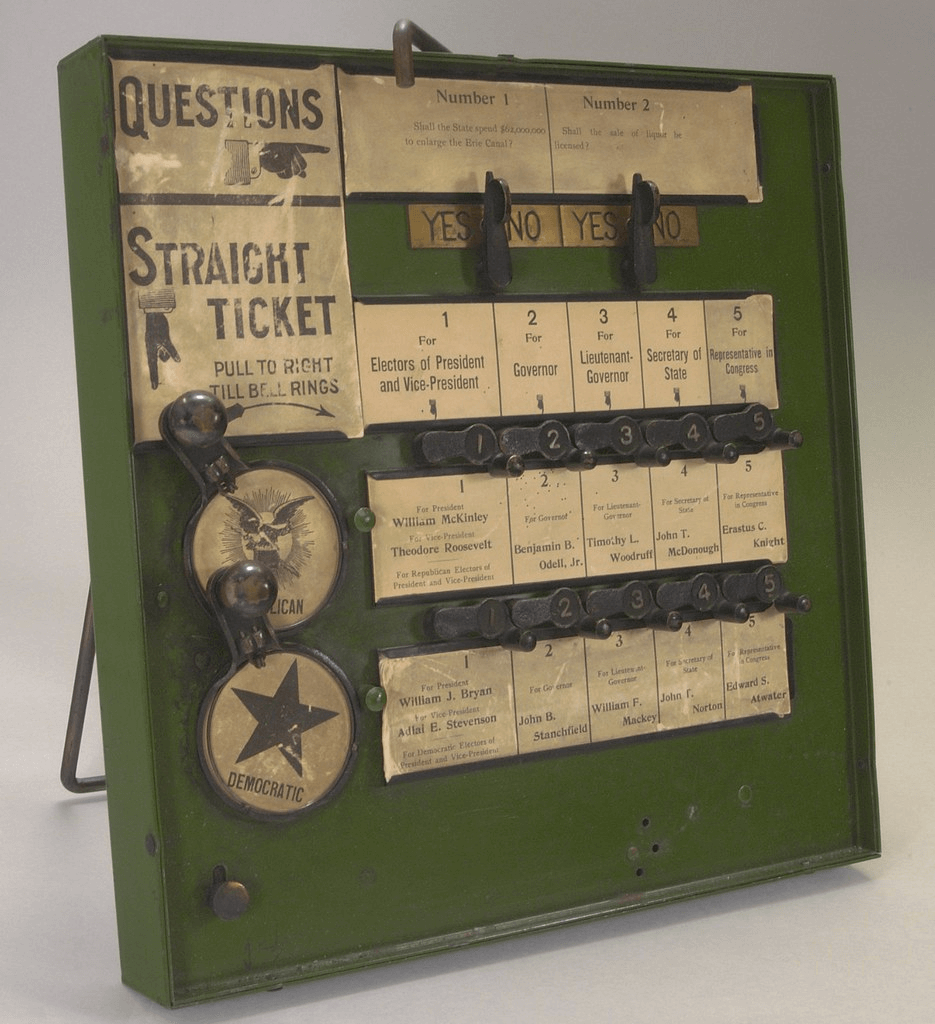 QUESTIONS
Number 1
Shall the State spend $62,000,000
to enlarge the Erie Canal?
Number 2
Shall the sale of liquor be
licensed?
YES NO
YES NO
STRAIGHT
TICKET
PULL TO RIGHT
TILL BELL RINGS
1
For
Electors of President
and Vice-President
2
For
Governor
3
For
Lieutenant-
Governor
4
For
Secretary of
State
5
For
Representative in
Congress
1 2 3 4 5
LICAN
1
For President
William McKinley
For Vice-President
Theodore Roosevelt
For Republican Electors of
President and Vice-President
2
For Governor
Benjamin B.
Odell, Jr.
3
For Lieutenant-
Governor
Timothy L.
Woodruff
4
For Secretary of
State
John T.
McDonough
5
For Representative
in Congress
Erastus C.
Knight
1 2 3 4 5
DEMOCRATIC
1
For President
William J. Bryan
For Vice-President
Adlai E. Stevenson
For Democratic Electors of
President and Vice-President
2
For Governor
John B.
Stanchfield
3
For Lieutenant-
Governor
William F.
Mackey
4
For Secretary of
State
John
Norton
5
For Representative
in Congress
Edward S.
Atwater